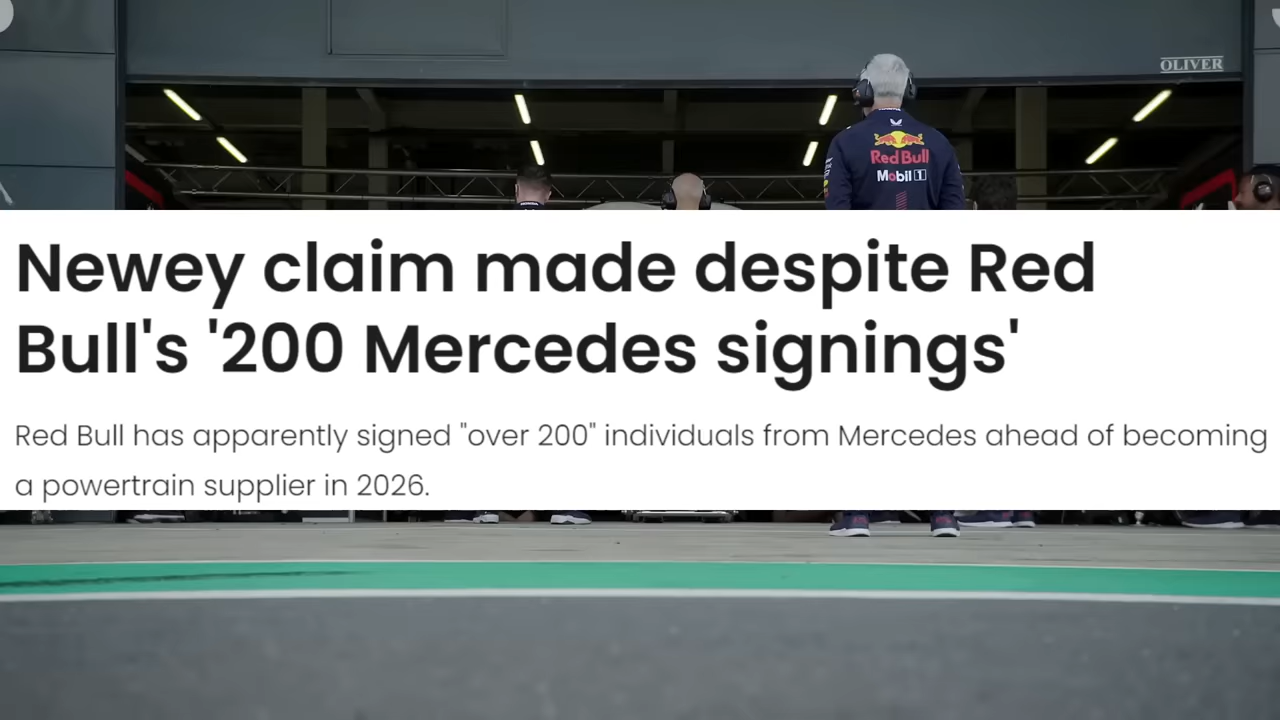 OLIVER
Red Bull
Mobil 1
Newey claim made despite Red
Bull's '200 Mercedes signings'
Red Bull has apparently signed "over 200" individuals from Mercedes ahead of becoming
a powertrain supplier in 2026.